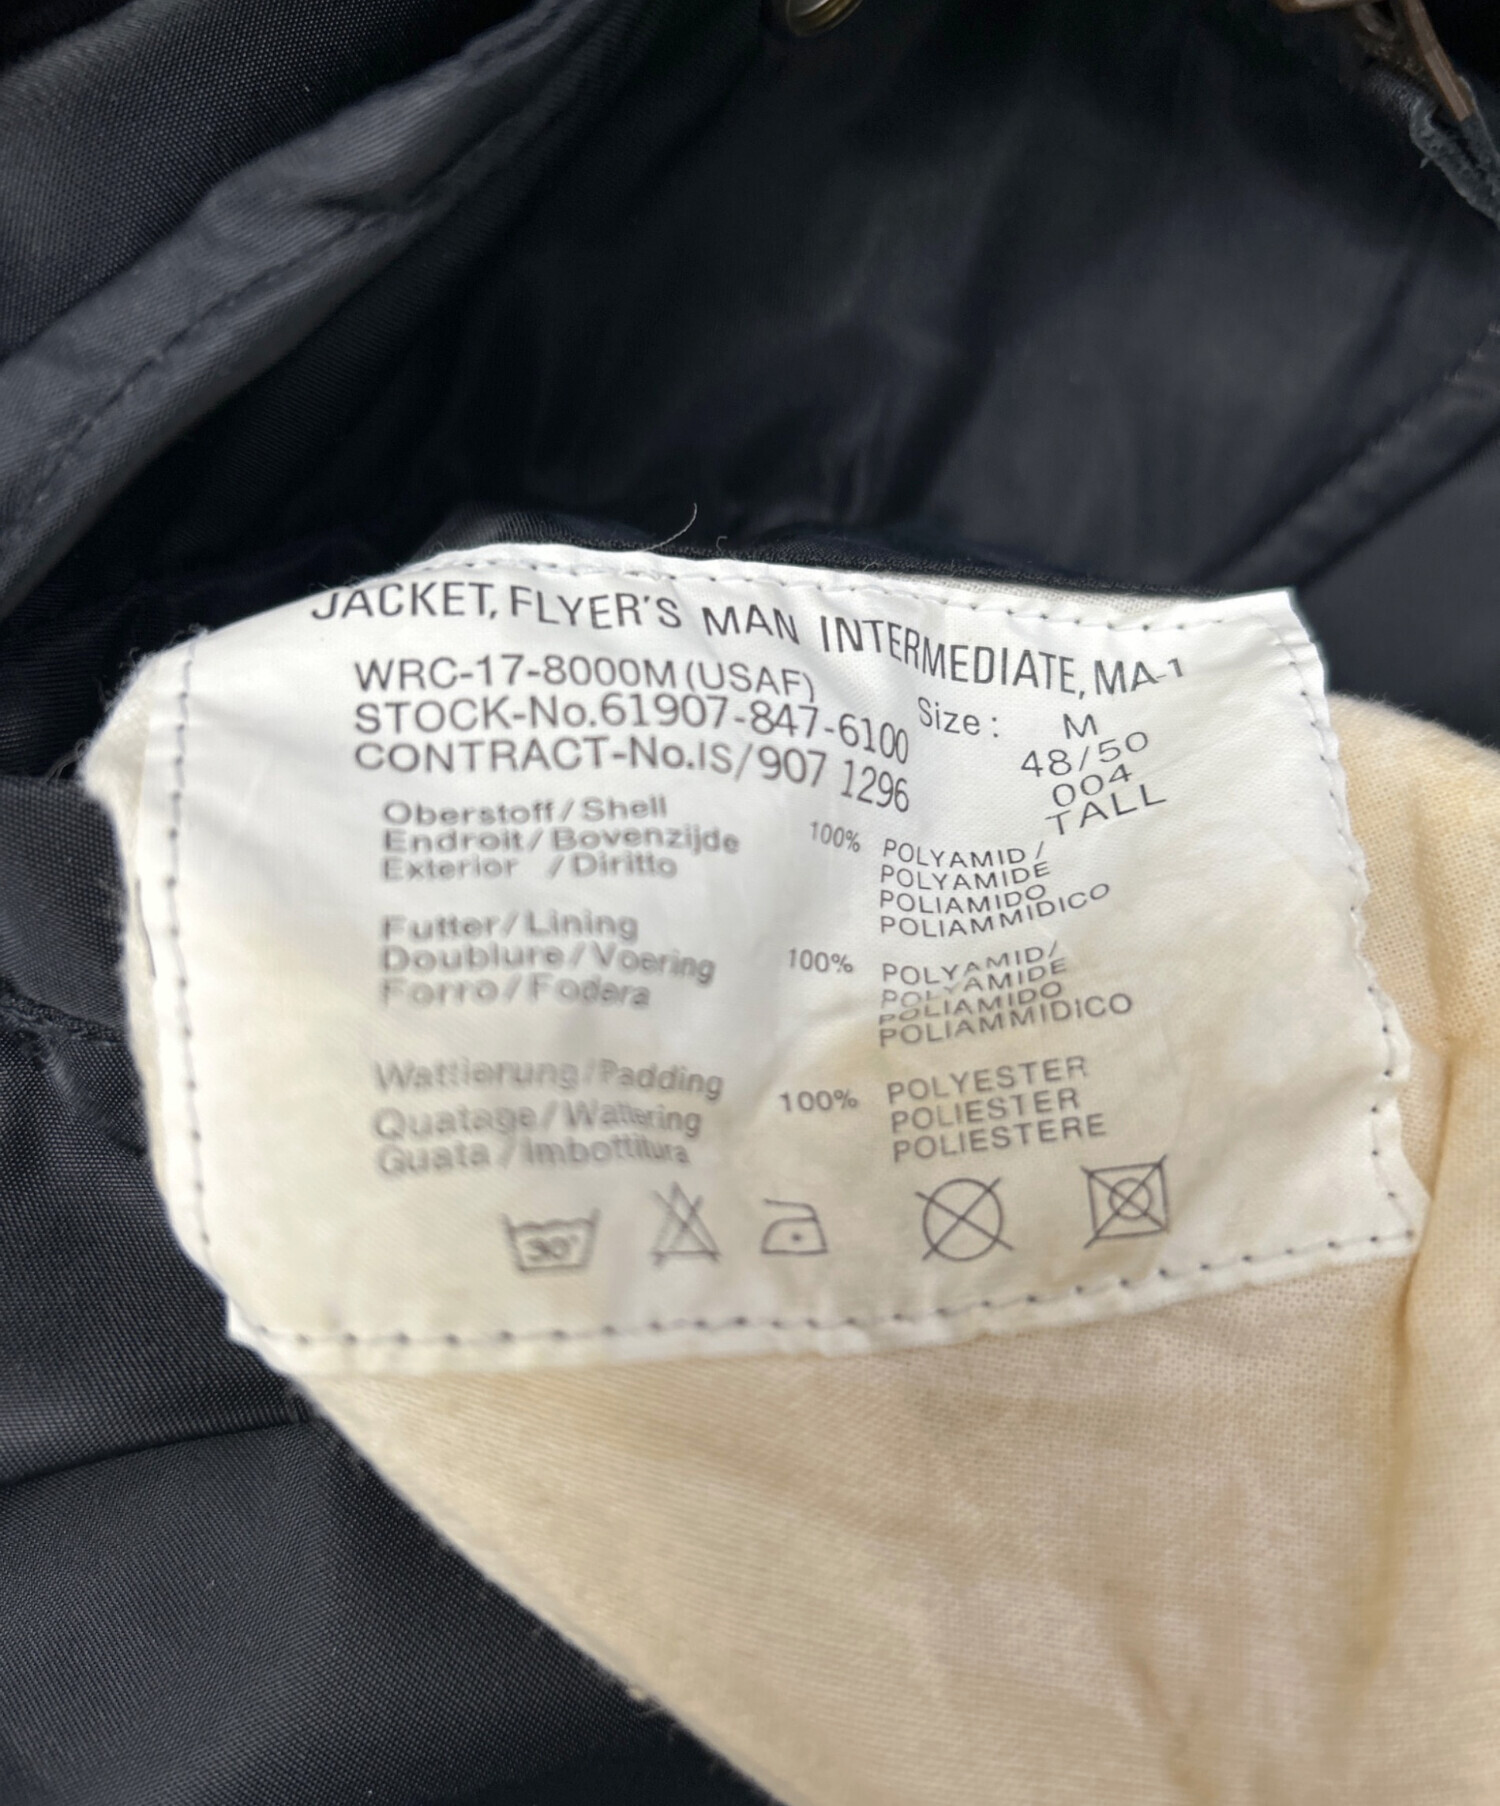 JACKET, FLYER'S MAN INTERMEDIATE, MA-1
WRC-17-8000M (USAF)
STOCK-No.61907-847-6100
CONTRACT-No.IS/907 1296
Size: M
48/50
004
TALL
Oberstoff/Shell
Endroit/Bovenzijde
Exterior /Diritto
100% POLYAMID/
POLYAMIDE
POLIAMIDO
POLIAMMIDICO
Futter/Lining
Doublure/Voering
Forro/Fodera
100% POLYAMID/
POLYAMIDE
POLIAMIDO
POLIAMMIDICO
Wattierung/Padding
Quatage/Wattering
Guata/Imbottitura
100% POLYESTER
POLIESTER
POLIESTERE
30°